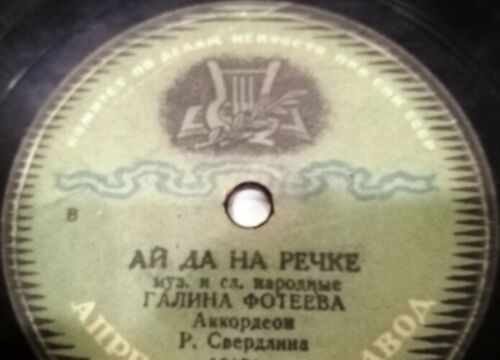 КОМИТЕТ ПО ДЕЛАМ ИСКУССТВ ПРИ СНК СССР
В
АЙ ДА НА РЕЧКЕ
муз. и сл. народные
ГАЛИНА ФОТЕЕВА
Аккордеон
Р. Свердлина